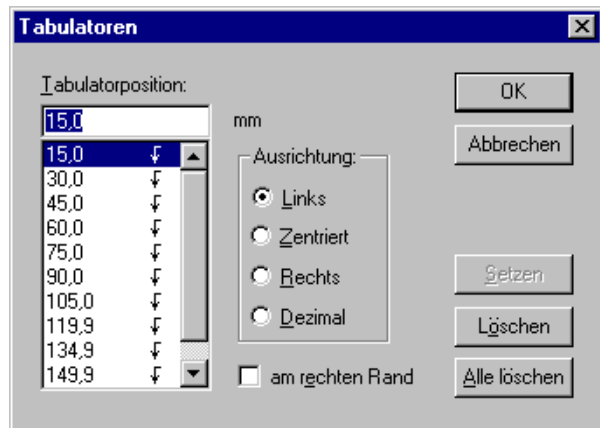 Tabulatoren
Tabulatorposition:
15,0
mm
15,0
30,0
45,0
60,0
75,0
90,0
105,0
119,9
134,9
149,9
Ausrichtung:
Links
Zentriert
Rechts
Dezimal
am rechten Rand
OK
Abbrechen
Setzen
Löschen
Alle löschen